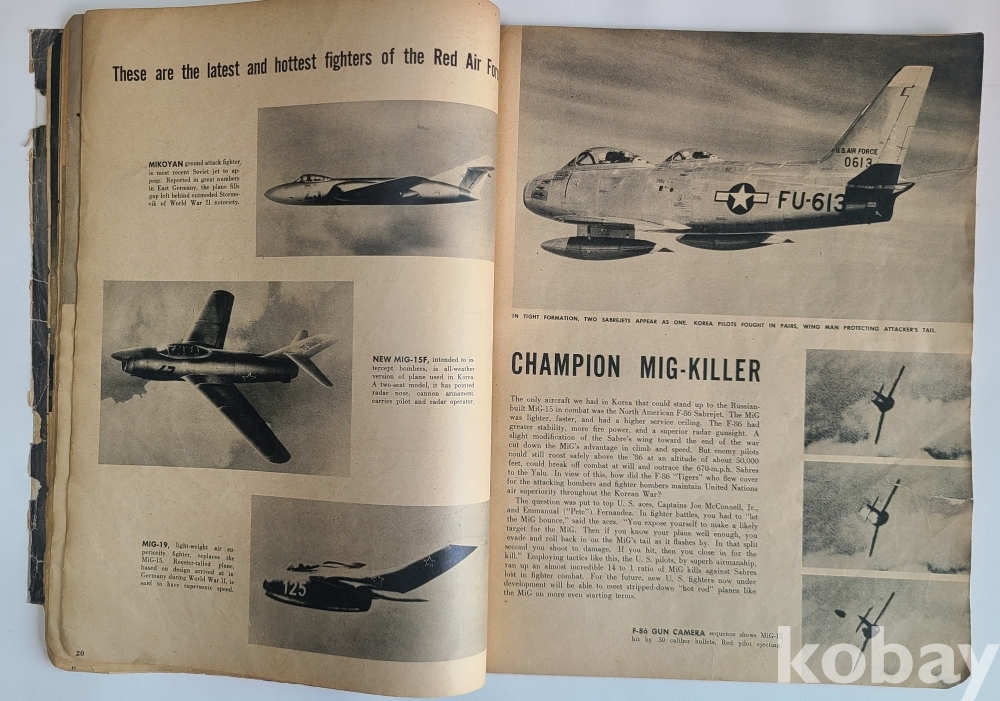 These are the latest and hottest fighters of the Red Air For
MIKOYAN ground attack fighter,
is most recent Soviet jet to ap-
pear. Reported in great numbers
in East Germany, the plane fills
gap left behind outmoded Stormo-
vik of World War II notoriety.
NEW MIG-15F, intended to in-
tercept bombers, is all-weather
version of plane used in Korea.
A two-seat model, it has pointed
radar nose, cannon armament,
carries pilot and radar operator.
MIG-19, light-weight air su-
periority fighter, replaces the
MiG-15. Rooster-tailed plane,
based on design arrived at in
Germany during World War II, is
said to have supersonic speed.
125
20
U.S. AIR FORCE
0613
FU-613
IN TIGHT FORMATION, TWO SABREJETS APPEAR AS ONE. KOREA PILOTS FOUGHT IN PAIRS, WING MAN PROTECTING ATTACKER'S TAIL.
CHAMPION MIG-KILLER
The only aircraft we had in Korea that could stand up to the Russian-
built MiG-15 in combat was the North American F-86 Sabrejet. The MiG
was lighter, faster, and had a higher service ceiling. The F-86 had
greater stability, more fire power, and a superior radar gunsight. A
slight modification of the Sabre's wing toward the end of the war
cut down the MiG's advantage in climb and speed. But enemy pilots
could still roost safely above the '86 at an altitude of about 50,000
feet, could break off combat at will and outrace the 670-m.p.h. Sabres
to the Yalu. In view of this, how did the F-86 "Tigers" who flew cover
for the attacking bombers and fighter bombers maintain United Nations
air superiority throughout the Korean War?
The question was put to top U. S. aces, Captains Joe McConnell, Jr.,
and Emmanual ("Pete") Fernandez. In fighter battles, you had to "let
the MiG bounce," said the aces. "You expose yourself to make a likely
target for the MiG. Then if you know your plane well enough, you
evade and roll back in on the MiG's tail as it flashes by. In that split
second you shoot to damage. If you hit, then you close in for the
kill." Employing tactics like this, the U. S. pilots, by superb airmanship,
ran up an almost incredible 14 to 1 ratio of MiG kills against Sabres
lost in fighter combat. For the future, new U. S. fighters now under
development will be able to meet stripped-down "hot rod" planes like
the MiG on more even starting terms.
F-86 GUN CAMERA sequence shows MiG-15
hit by .50 caliber bullets, Red pilot ejecting
kobay